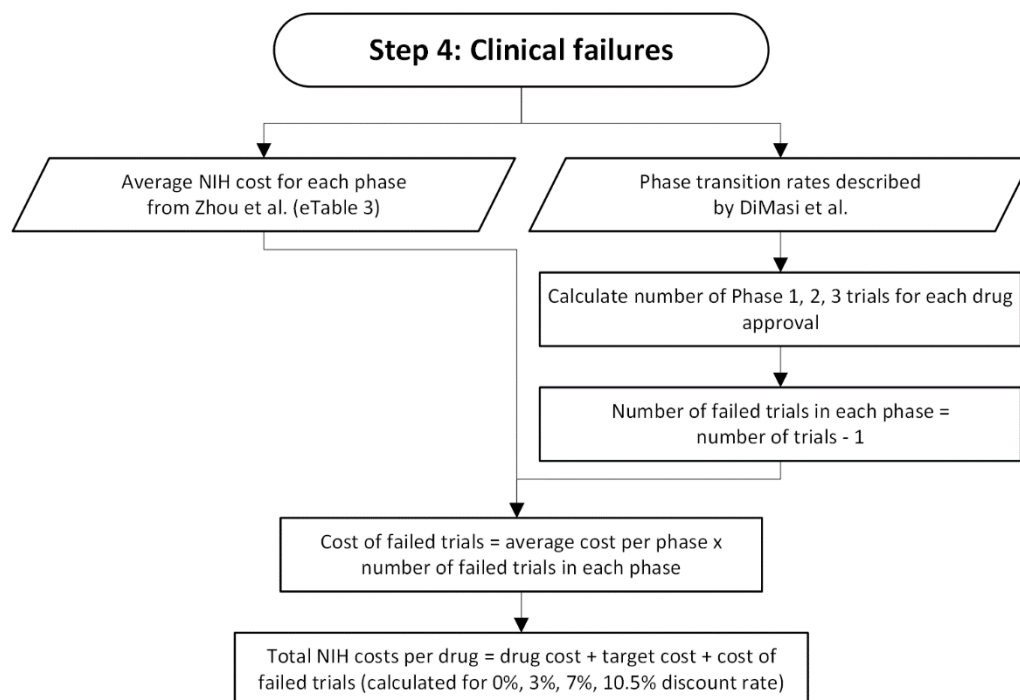 Step 4: Clinical failures
Average NIH cost for each phase
from Zhou et al. (eTable 3)
Phase transition rates described
by DiMasi et al.
Calculate number of Phase 1, 2, 3 trials for each drug
approval
Number of failed trials in each phase =
number of trials - 1
Cost of failed trials = average cost per phase x
number of failed trials in each phase
Total NIH costs per drug = drug cost + target cost + cost of
failed trials (calculated for 0%, 3%, 7%, 10.5% discount rate)